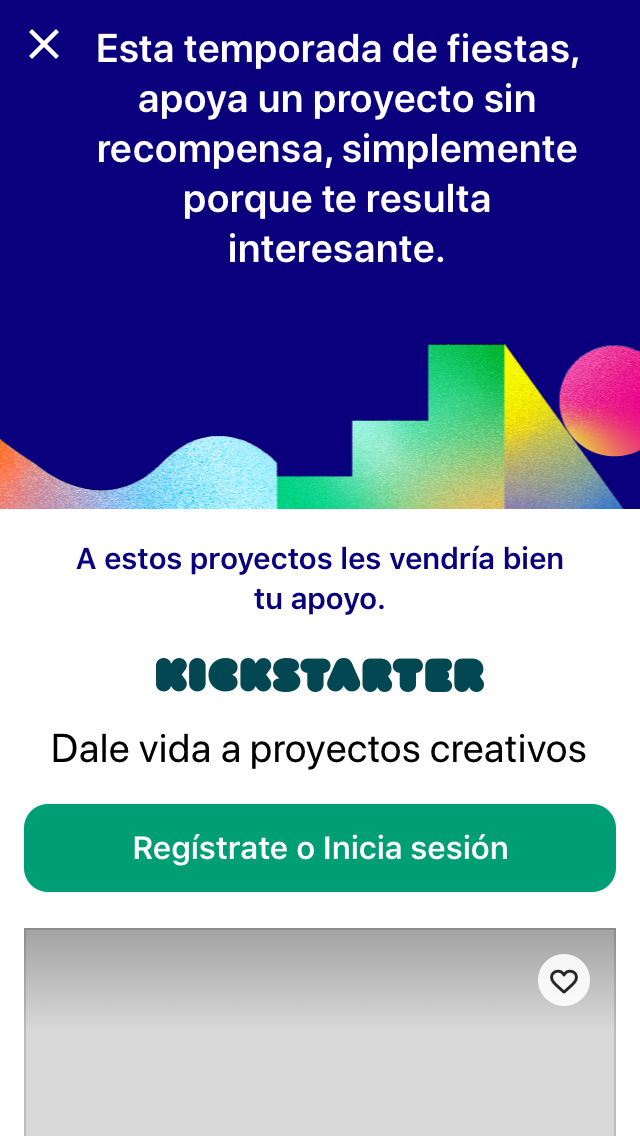 Esta temporada de fiestas,
apoya un proyecto sin
recompensa, simplemente
porque te resulta
interesante.
A estos proyectos les vendría bien
tu apoyo.
KICKSTARTER
Dale vida a proyectos creativos
Regístrate o Inicia sesión